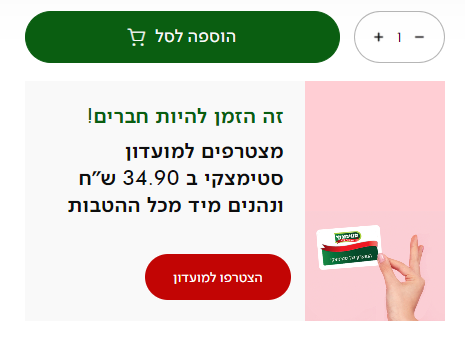 הוספה לסל
+ 1 −
זה הזמן להיות חברים!
מצטרפים למועדון
סטימצקי ב 34.90 ש״ח
ונהנים מיד מכל ההטבות
הצטרפו למועדון
סטימצקי